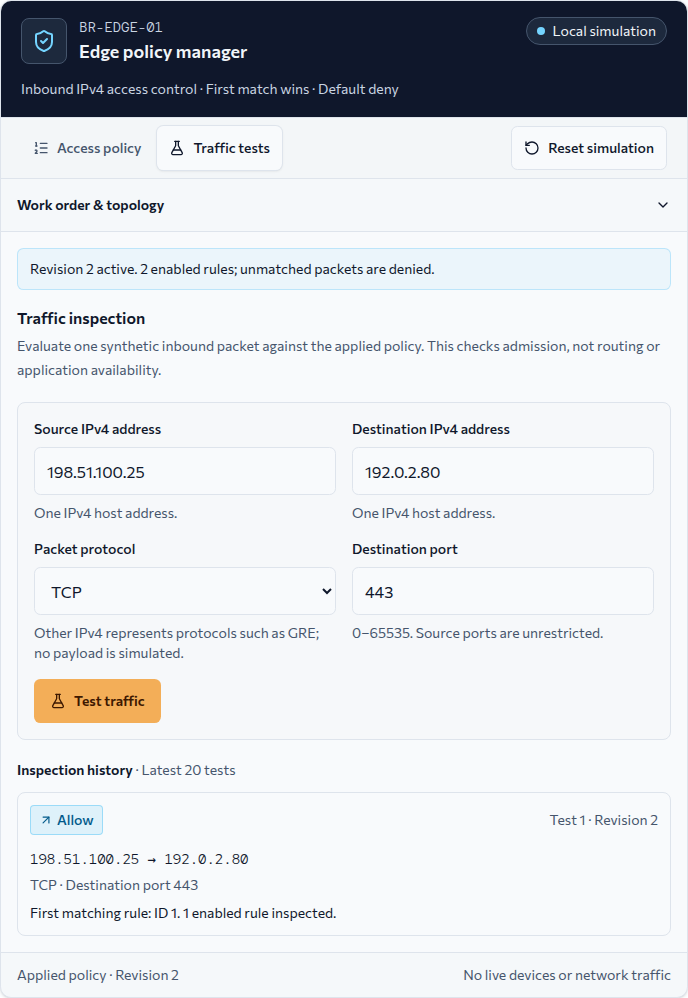 BR-EDGE-01
Edge policy manager
Local simulation
Inbound IPv4 access control · First match wins · Default deny
Access policy
Traffic tests
Reset simulation
Work order & topology
Revision 2 active. 2 enabled rules; unmatched packets are denied.
Traffic inspection
Evaluate one synthetic inbound packet against the applied policy. This checks admission, not routing or
application availability.
Source IPv4 address
Destination IPv4 address
198.51.100.25
192.0.2.80
One IPv4 host address.
One IPv4 host address.
Packet protocol
Destination port
TCP
443
Other IPv4 represents protocols such as GRE;
no payload is simulated.
0–65535. Source ports are unrestricted.
Test traffic
Inspection history · Latest 20 tests
Allow
Test 1 · Revision 2
198.51.100.25 → 192.0.2.80
TCP · Destination port 443
First matching rule: ID 1. 1 enabled rule inspected.
Applied policy · Revision 2
No live devices or network traffic